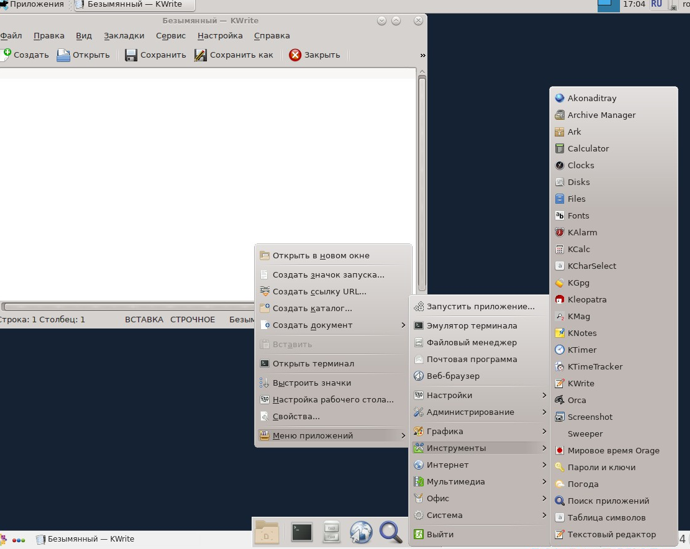 Приложения
Безымянный — KWrite
17:04
RU
Безымянный — KWrite
Файл Правка Вид Закладки Сервис Настройка Справка
Создать Открыть Сохранить Сохранить как Закрыть »
Строка: 1 Столбец: 1 ВСТАВКА СТРОЧНОЕ
Открыть в новом окне
Создать значок запуска...
Создать ссылку URL...
Создать каталог...
Создать документ
Вставить
Открыть терминал
Выстроить значки
Настройка рабочего стола...
Свойства...
Меню приложений
Запустить приложение...
Эмулятор терминала
Файловый менеджер
Почтовая программа
Веб-браузер
Настройки
Администрирование
Графика
Инструменты
Интернет
Мультимедиа
Офис
Система
Выйти
Akonaditray
Archive Manager
Ark
Calculator
Clocks
Disks
Files
Fonts
KAlarm
KCalc
KCharSelect
KGpg
Kleopatra
KMag
KNotes
KTimer
KTimeTracker
KWrite
Orca
Screenshot
Sweeper
Мировое время Orage
Пароли и ключи
Погода
Поиск приложений
Таблица символов
Текстовый редактор
Безымянный — KWrite